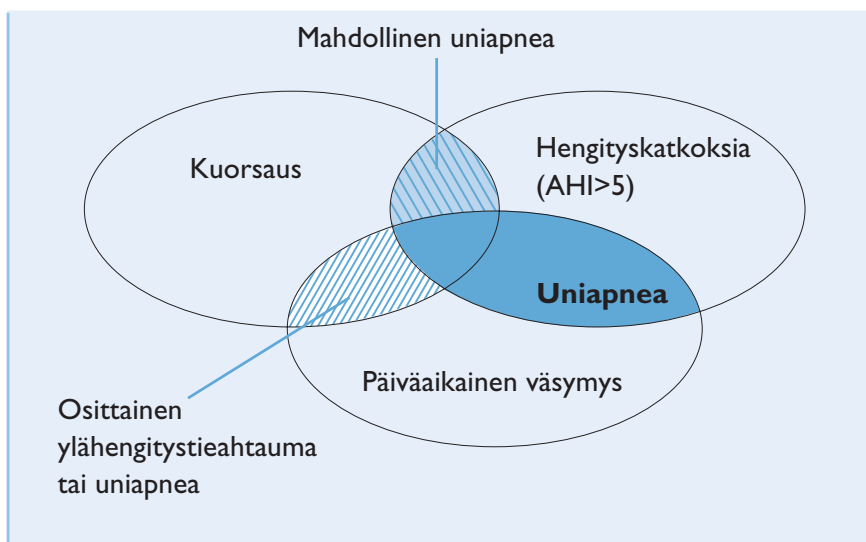 Mahdollinen uniapnea
Kuorsaus
Hengityskatkoksia
(AHI>5)
Uniapnea
Päiväaikainen väsymys
Osittainen
ylähengitystieahtauma
tai uniapnea